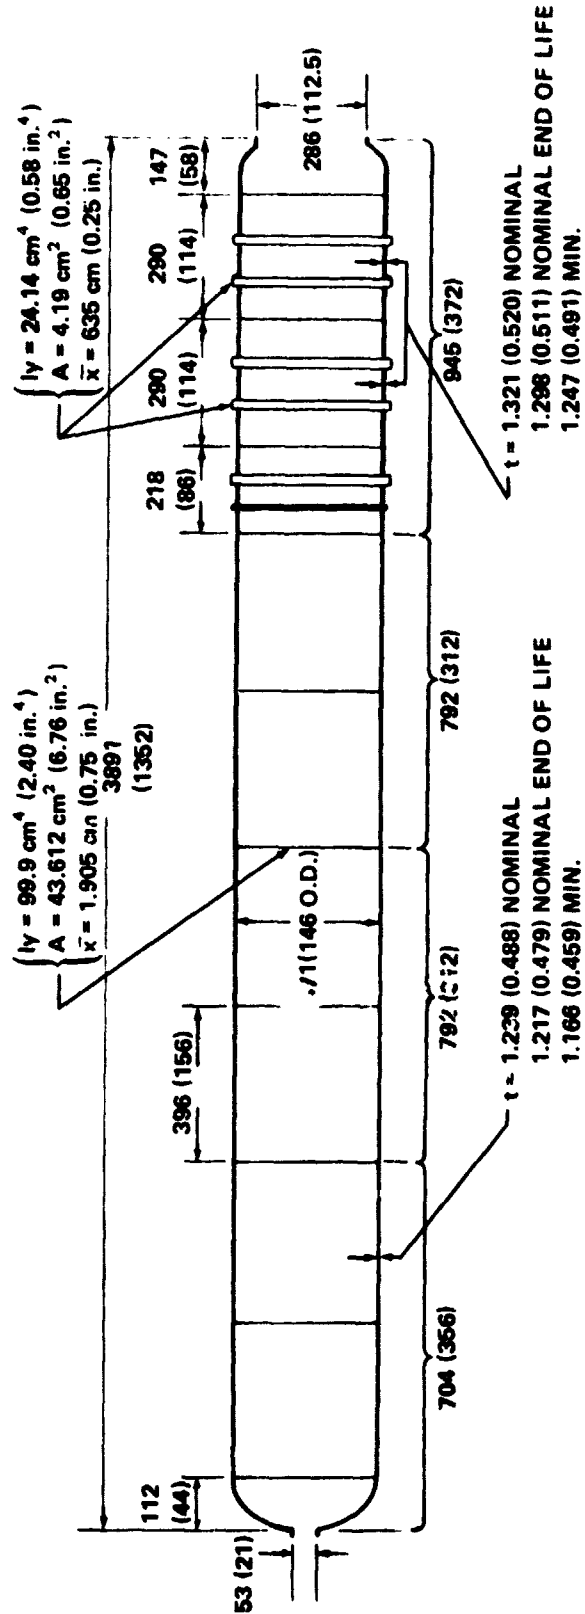 Iy = 99.9 cm⁴ (2.40 in.⁴)
A = 43.612 cm² (6.76 in.²)
x̄ = 1.905 cm (0.75 in.)
3891
(1352)
Iy = 24.14 cm⁴ (0.58 in.⁴)
A = 4.19 cm² (0.65 in.²)
x̄ = 635 cm (0.25 in.)
112
(44)
53 (21)
396 (156)
(146 O.D.)
218
(86)
290
(114)
290
(114)
147
(58)
286 (112.5)
704 (356)
792
792 (312)
945 (372)
t = 1.239 (0.488) NOMINAL
1.217 (0.479) NOMINAL END OF LIFE
1.166 (0.459) MIN.
t = 1.321 (0.520) NOMINAL
1.298 (0.511) NOMINAL END OF LIFE
1.247 (0.491) MIN.